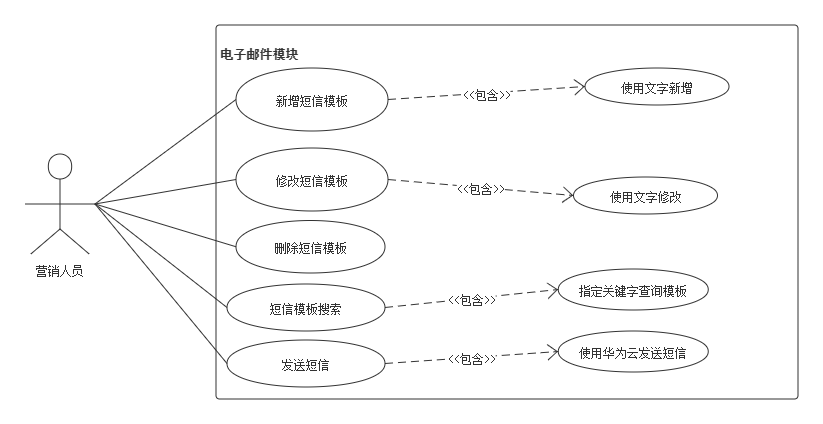 电子邮件模块
新增短信模板
<<包含>>
使用文字新增
修改短信模板
<<包含>>
使用文字修改
删除短信模板
营销人员
短信模板搜索
<<包含>>
指定关键字查询模板
发送短信
<<包含>>
使用华为云发送短信